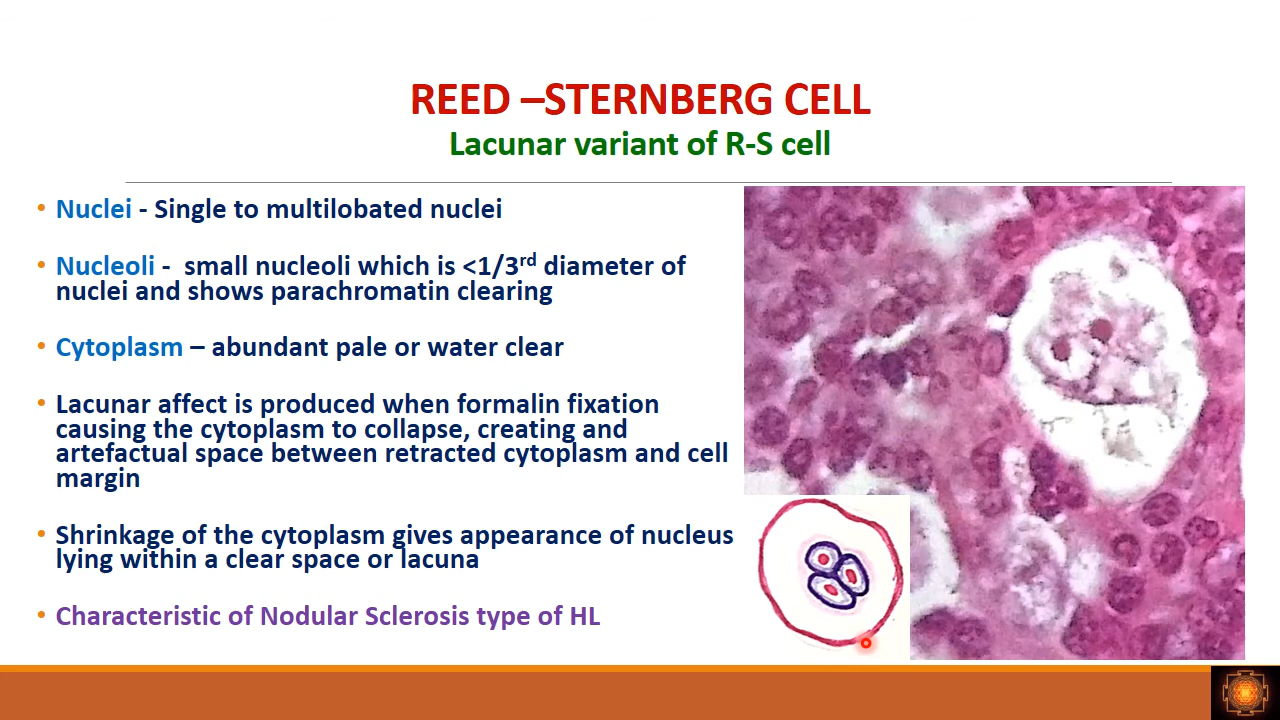 REED –STERNBERG CELL
Lacunar variant of R-S cell
• Nuclei - Single to multilobated nuclei
• Nucleoli - small nucleoli which is <1/3rd diameter of
nuclei and shows parachromatin clearing
• Cytoplasm – abundant pale or water clear
• Lacunar affect is produced when formalin fixation
causing the cytoplasm to collapse, creating and
artefactual space between retracted cytoplasm and cell
margin
• Shrinkage of the cytoplasm gives appearance of nucleus
lying within a clear space or lacuna
• Characteristic of Nodular Sclerosis type of HL